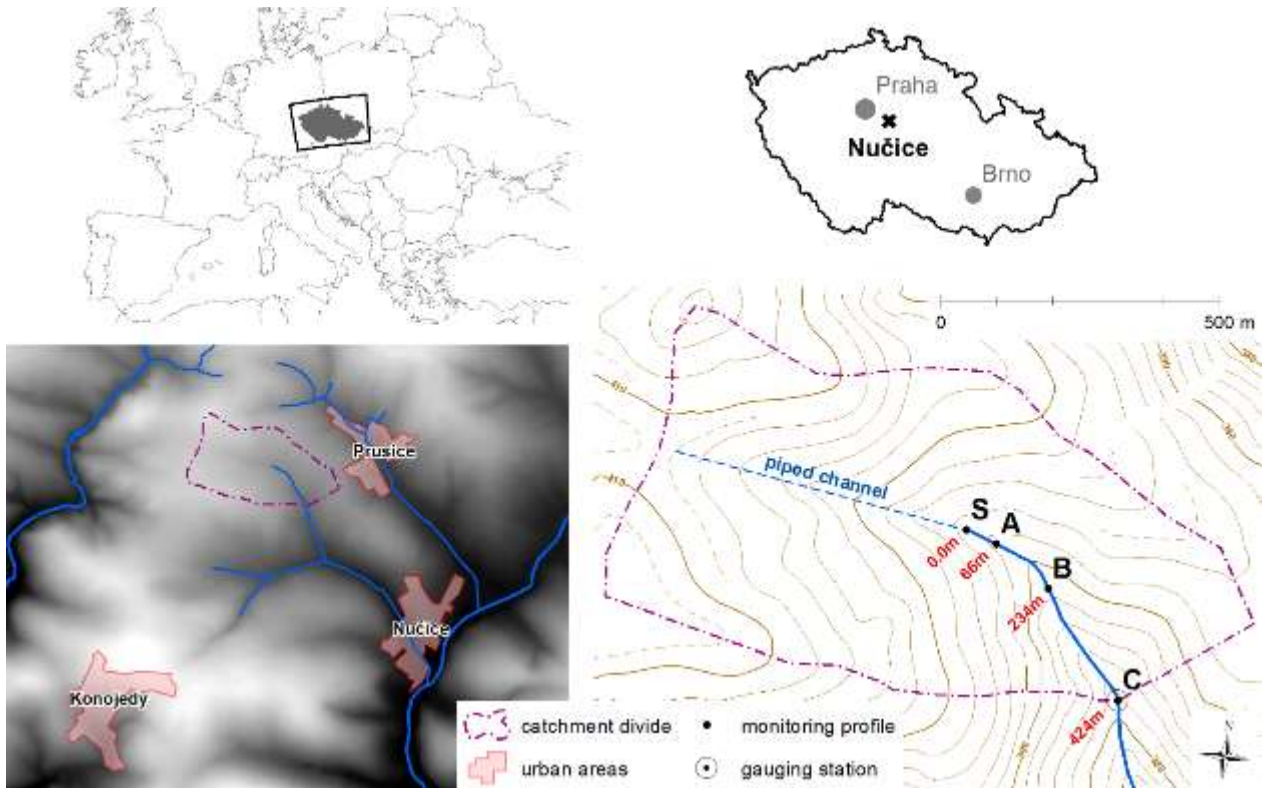 Praha
Nučice
Brno
0
500 m
piped channel
S
A
B
C
0.0m
66m
234m
424m
Prusice
Nučice
Konojedy
catchment divide
monitoring profile
urban areas
gauging station